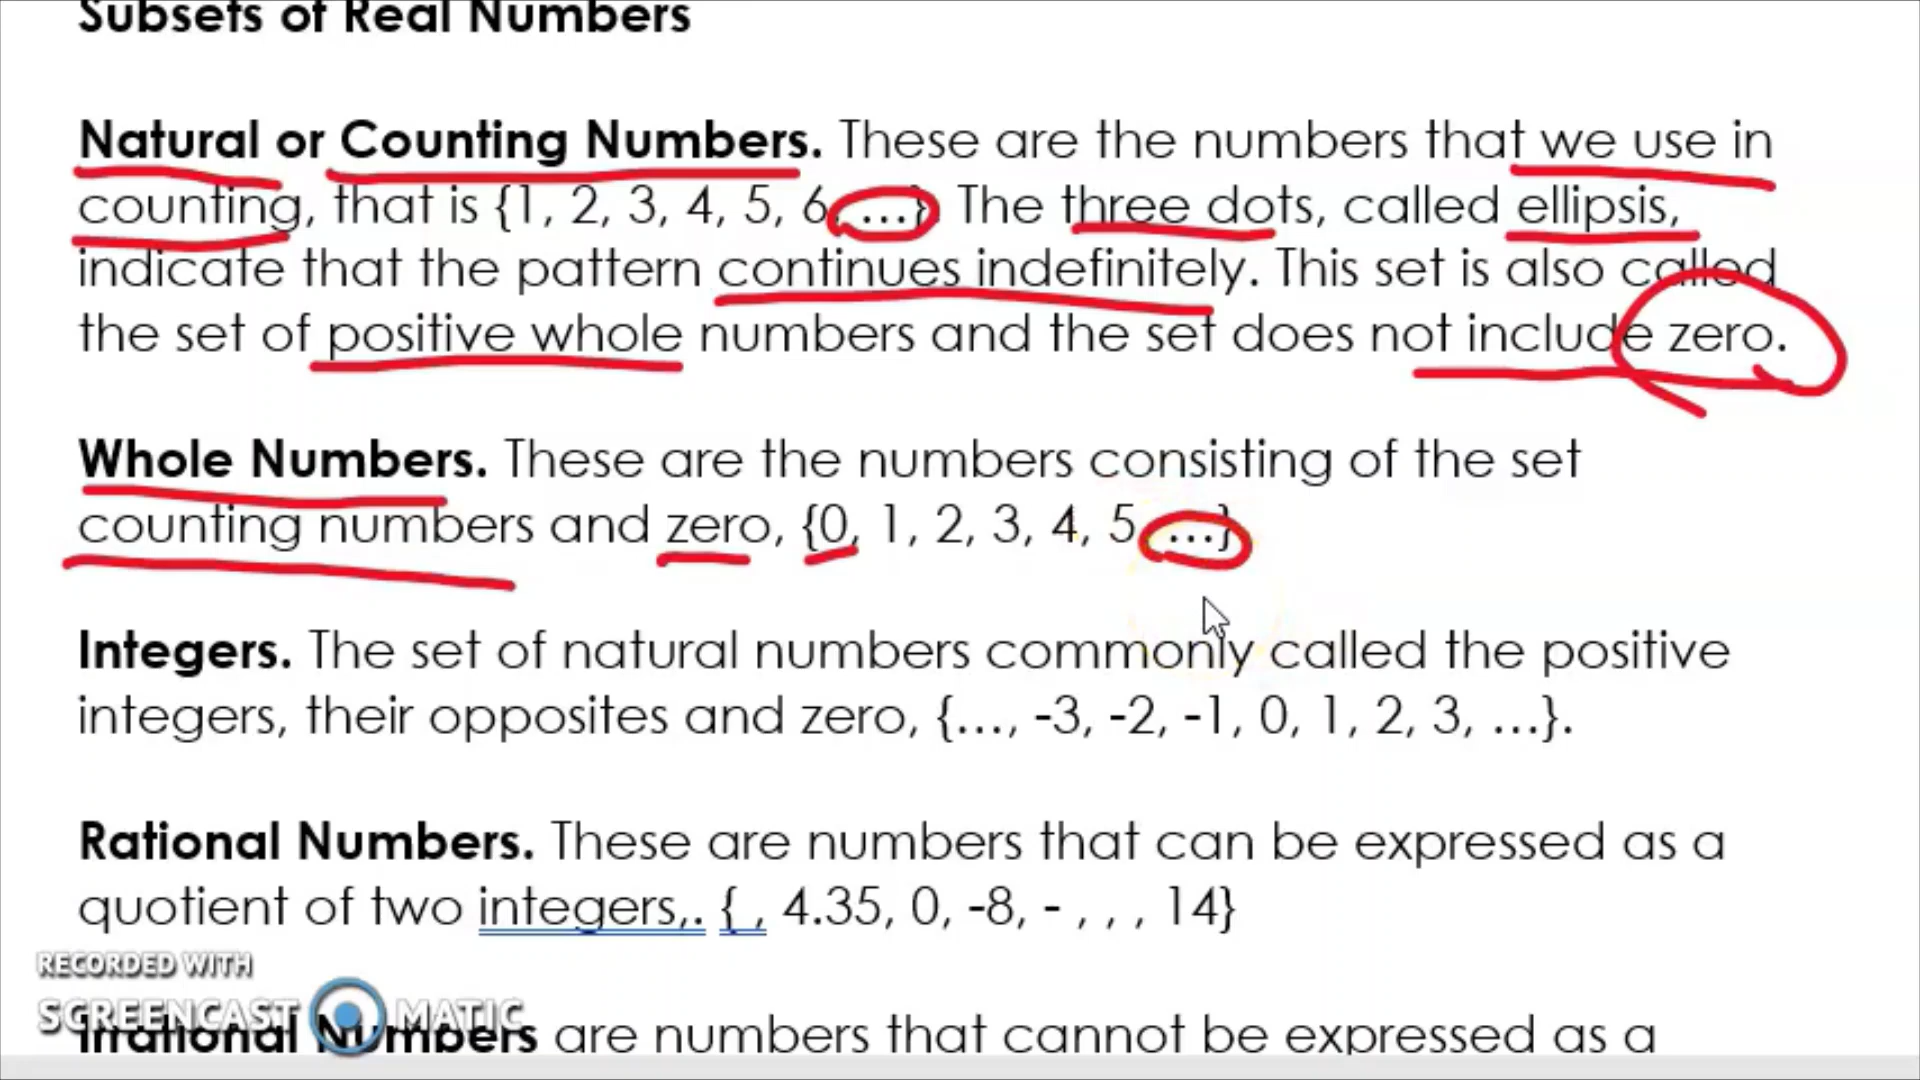 Subsets of Real Numbers
Natural or Counting Numbers. These are the numbers that we use in
counting, that is {1, 2, 3, 4, 5, 6, …}. The three dots, called ellipsis,
indicate that the pattern continues indefinitely. This set is also called
the set of positive whole numbers and the set does not include zero.
Whole Numbers. These are the numbers consisting of the set
counting numbers and zero, {0, 1, 2, 3, 4, 5, …}
Integers. The set of natural numbers commonly called the positive
integers, their opposites and zero, {…, -3, -2, -1, 0, 1, 2, 3, …}.
Rational Numbers. These are numbers that can be expressed as a
quotient of two integers,. { , 4.35, 0, -8, - , , , 14}
RECORDED WITH
SCREENCAST MATIC
Irrational Numbers are numbers that cannot be expressed as a